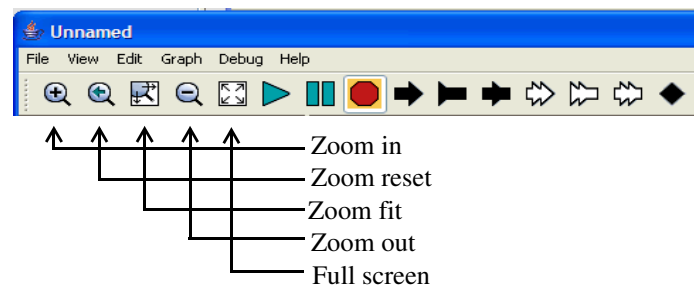 Unnamed
File View Edit Graph Debug Help
Zoom in
Zoom reset
Zoom fit
Zoom out
Full screen